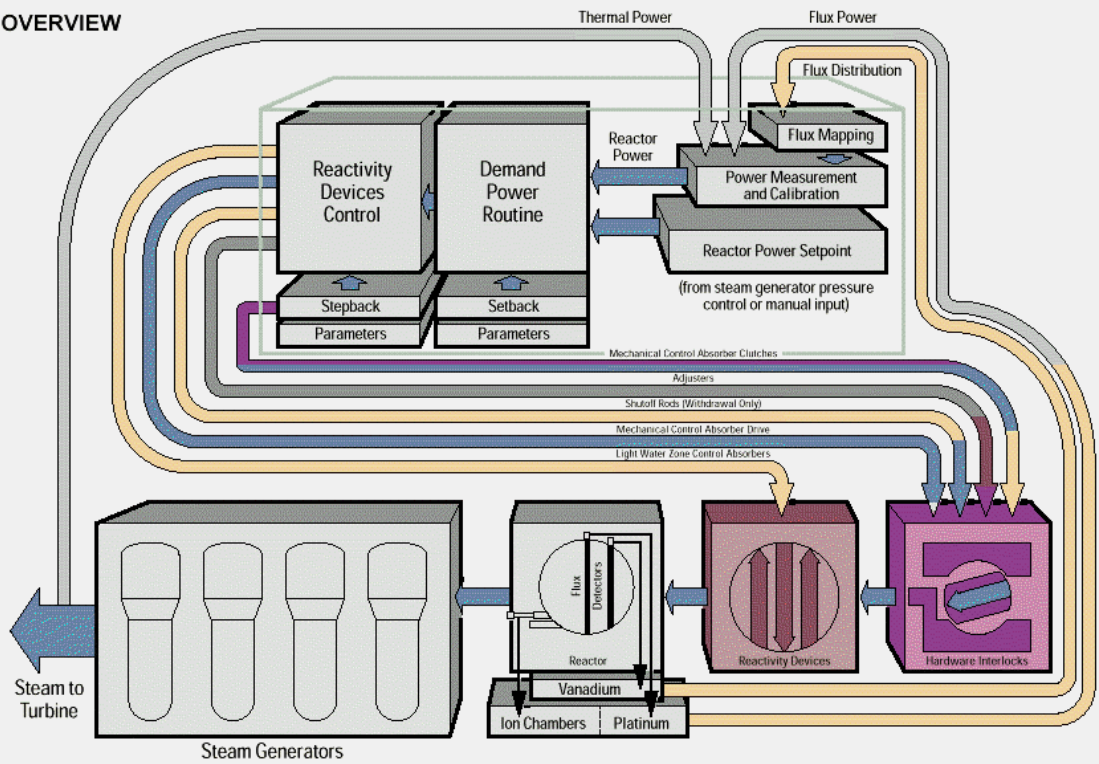 OVERVIEW
Thermal Power
Flux Power
Flux Distribution
Flux Mapping
Reactor
Power
Reactivity
Devices
Control
Demand
Power
Routine
Power Measurement
and Calibration
Reactor Power Setpoint
(from steam generator pressure
control or manual input)
Stepback
Setback
Parameters
Parameters
Mechanical Control Absorber Clutches
Adjusters
Shutoff Rods (Withdrawal Only)
Mechanical Control Absorber Drive
Light Water Zone Control Absorbers
Flux
Detectors
Reactor
Reactivity Devices
Hardware Interlocks
Vanadium
Ion Chambers
Platinum
Steam to
Turbine
Steam Generators